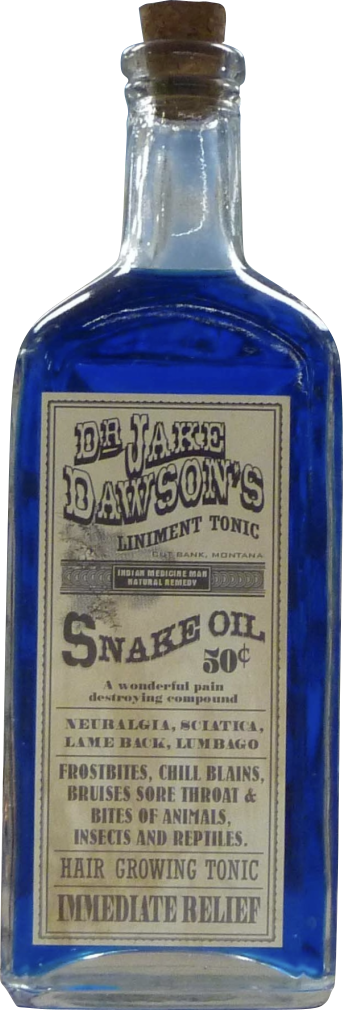 DR JAKE
DAWSON'S
LINIMENT TONIC
CUT BANK, MONTANA
INDIAN MEDICINE MAN
NATURAL REMEDY
SNAKE OIL
50¢
A wonderful pain
destroying compound
NEURALGIA, SCIATICA,
LAME BACK, LUMBAGO
FROSTBITES, CHILL BLAINS,
BRUISES SORE THROAT &
BITES OF ANIMALS,
INSECTS AND REPTILES.
HAIR GROWING TONIC
IMMEDIATE RELIEF